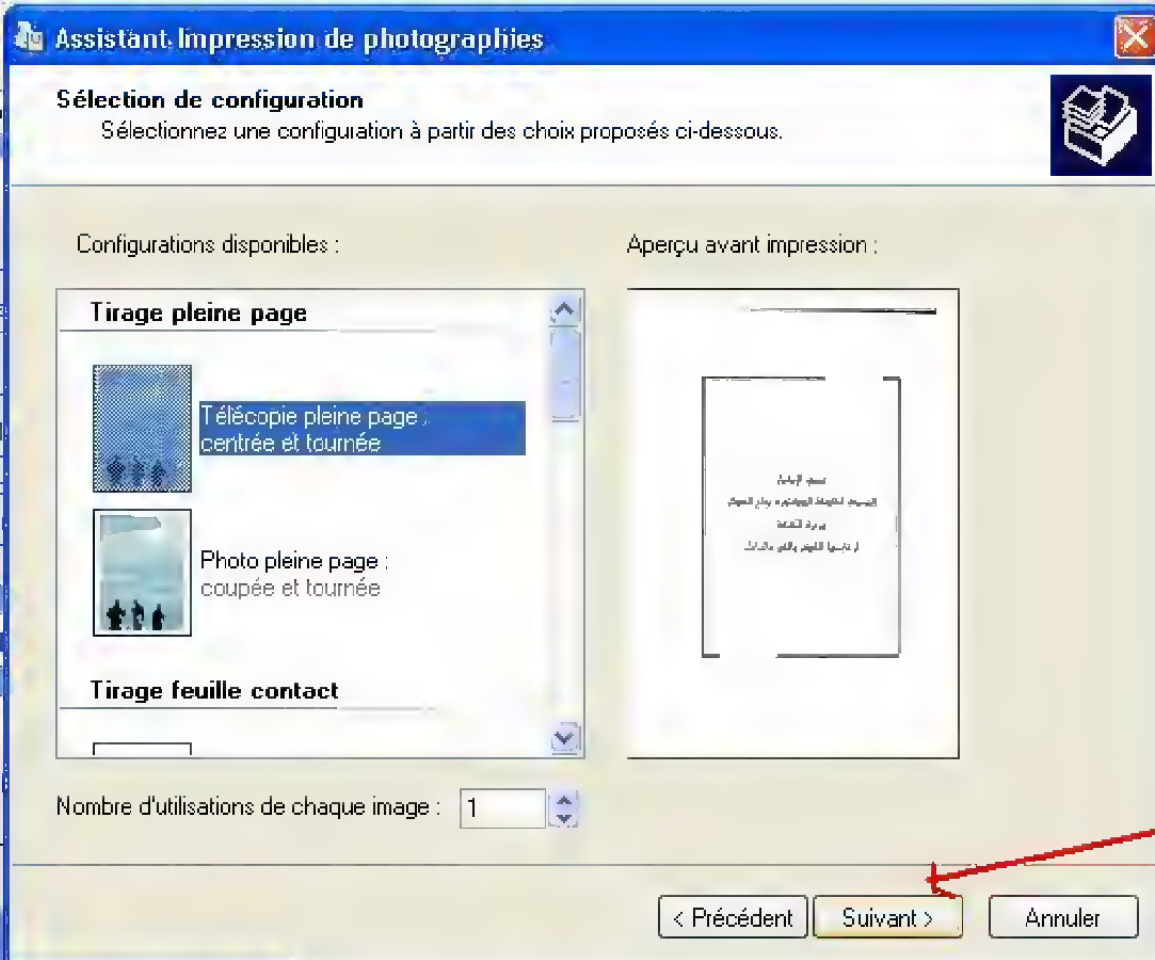 Assistant Impression de photographies
Sélection de configuration
Sélectionnez une configuration à partir des choix proposés ci-dessous.
Configurations disponibles :
Aperçu avant impression :
Tirage pleine page
Télécopie pleine page :
centrée et tournée
Photo pleine page :
coupée et tournée
Tirage feuille contact
Nombre d'utilisations de chaque image : 1
< Précédent
Suivant >
Annuler